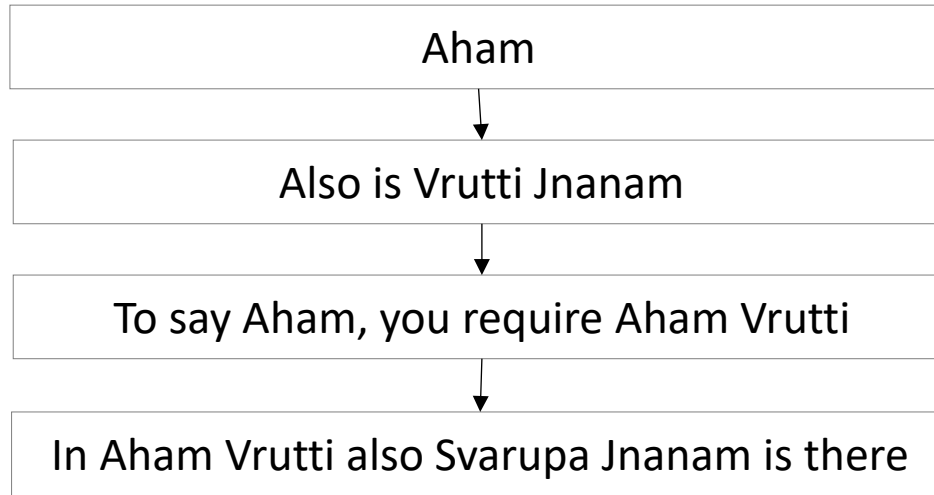 Aham
Also is Vrutti Jnanam
To say Aham, you require Aham Vrutti
In Aham Vrutti also Svarupa Jnanam is there